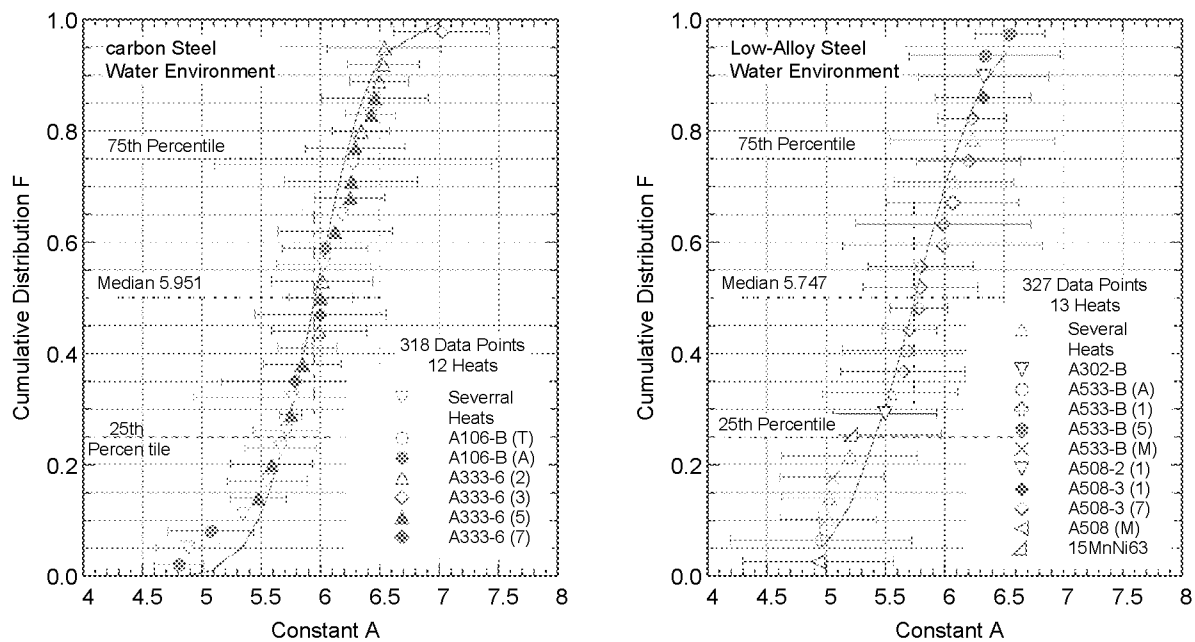 carbon Steel
Water Environment
75th Percentile
Median 5.951
318 Data Points
12 Heats
Severral
Heats
A106-B (T)
A106-B (A)
A333-6 (2)
A333-6 (3)
A333-6 (5)
A333-6 (7)
25th
Percen tile
Cumulative Distribution F
1.0
0.8
0.6
0.4
0.2
0.0
4 4 5 5.5 6 6.5 7 7.5 8
Constant A
Low-Alloy Steel
Water Environment
75th Percentile
Median 5.747
327 Data Points
13 Heats
Several
Heats
A302-B
A533-B (A)
A533-B (1)
A533-B (5)
A533-B (M)
A508-2 (1)
A508-3 (1)
A508-3 (7)
A508 (M)
15MnNi63
25th Percentile
Cumulative Distribution F
1.0
0.8
0.6
0.4
0.2
0.0
4 4 5 5.5 6 6.5 7 7.5 8
Constant A